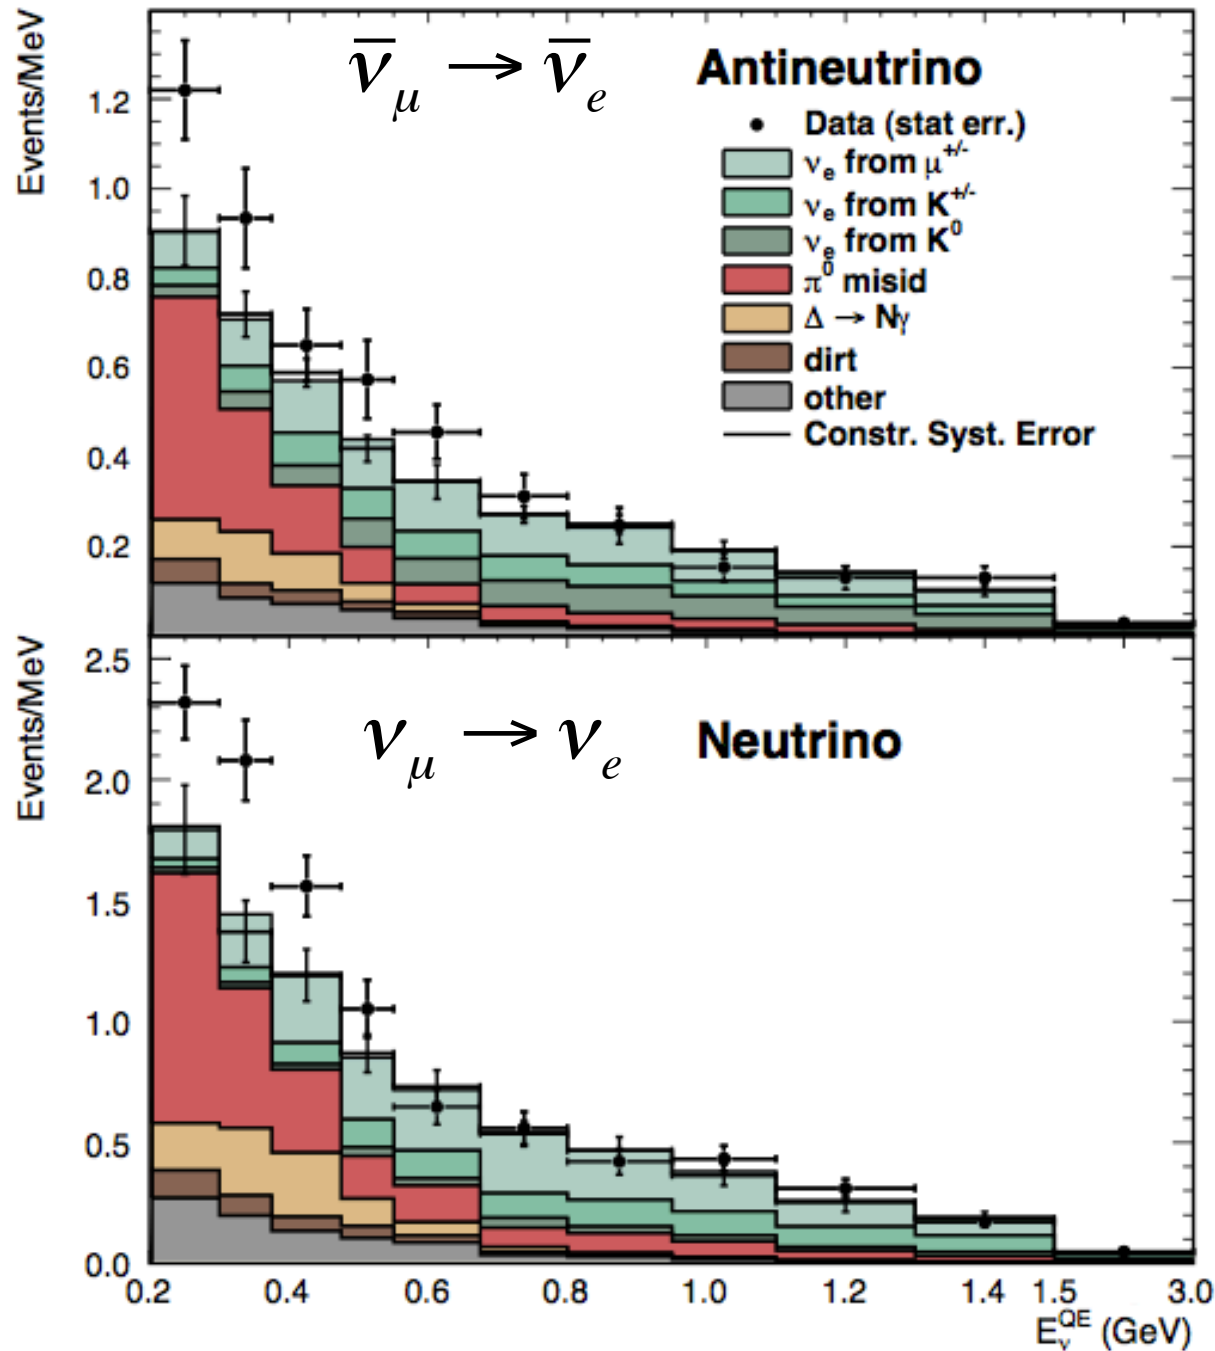 Events/MeV
1.2
1.0
0.8
0.6
0.4
0.2
ν̅μ → ν̅e
Antineutrino
Data (stat err.)
νe from μ+/-
νe from K+/-
νe from K0
π0 misid
Δ → Nγ
dirt
other
Constr. Syst. Error
Events/MeV
2.5
2.0
1.5
1.0
0.5
0.0
νμ → νe
Neutrino
0.2 0.4 0.6 0.8 1.0 1.2 1.4 1.5 3.0
EνQE (GeV)